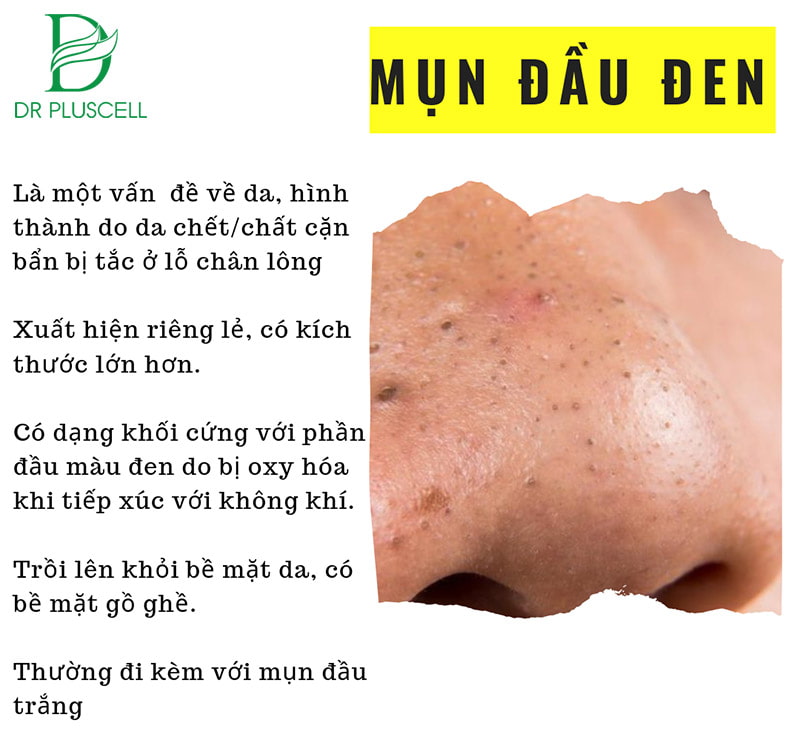 DR PLUSCELL
MỤN ĐẦU ĐEN
Là một vấn đề về da, hình
thành do da chết/chất cặn
bẩn bị tắc ở lỗ chân lông
Xuất hiện riêng lẻ, có kích
thước lớn hơn.
Có dạng khối cứng với phần
đầu màu đen do bị oxy hóa
khi tiếp xúc với không khí.
Trồi lên khỏi bề mặt da, có
bề mặt gồ ghề.
Thường đi kèm với mụn đầu
trắng